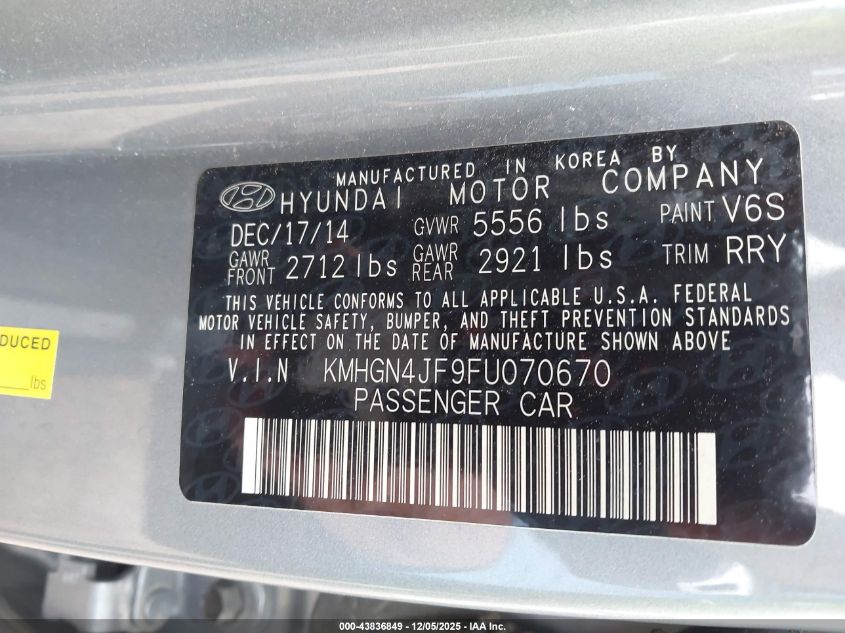 MANUFACTURED IN KOREA BY
HYUNDAI MOTOR COMPANY
DEC/17/14 GVWR 5556 lbs PAINT V6S
GAWR FRONT 2712 lbs GAWR REAR 2921 lbs TRIM RRY
THIS VEHICLE CONFORMS TO ALL APPLICABLE U.S.A. FEDERAL
MOTOR VEHICLE SAFETY, BUMPER, AND THEFT PREVENTION STANDARDS
IN EFFECT ON THE DATE OF MANUFACTURE SHOWN ABOVE
V.I.N KMHGN4JF9FU070670
PASSENGER CAR
DUCED
lbs
000-43836849 - 12/05/2025 - IAA Inc.